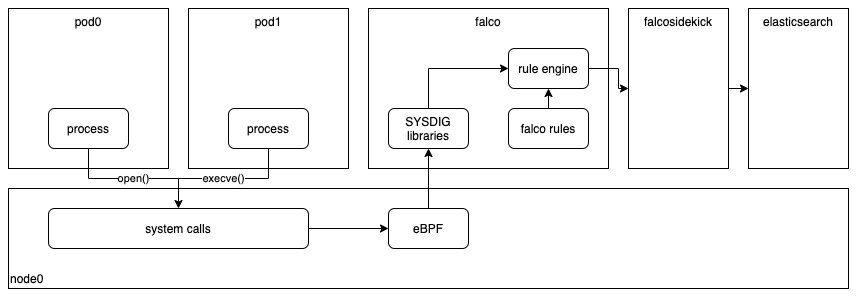 pod0
pod1
falco
falcosidekick
elasticsearch
rule engine
process
process
SYSDIG
libraries
falco rules
open()
execve()
system calls
eBPF
node0